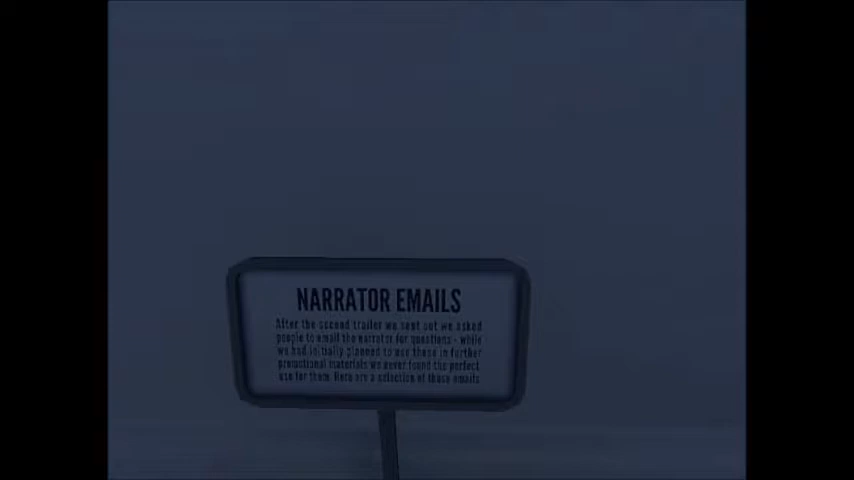 NARRATOR EMAILS
After the second trailer we sent out we asked
people to email the narrator for questions - while
we had initially planned to use these in further
promotional materials we never found the perfect
use for them. Here are a selection of those emails